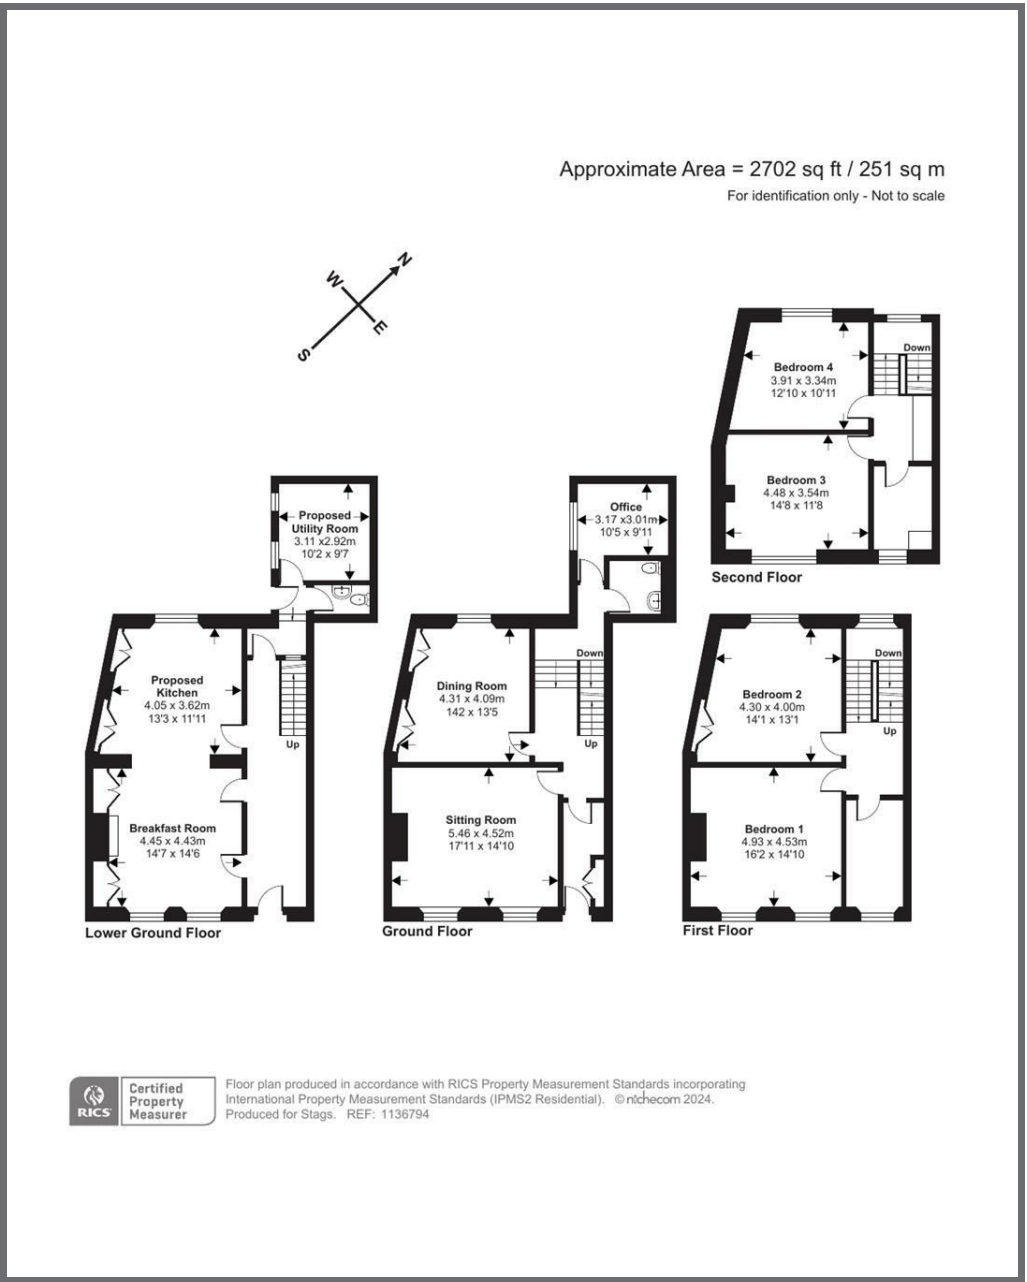 Approximate Area = 2702 sq ft / 251 sq m
For identification only - Not to scale
N
W
E
S
Down
Bedroom 4
3.91 x 3.34m
12'10 x 10'11
Bedroom 3
4.48 x 3.54m
14'8 x 11'8
Second Floor
Proposed
Utility Room
3.11 x2.92m
10'2 x 9'7
Proposed
Kitchen
4.05 x 3.62m
13'3 x 11'11
Up
Breakfast Room
4.45 x 4.43m
14'7 x 14'6
Lower Ground Floor
Office
3.17 x3.01m
10'5 x 9'11
Down
Dining Room
4.31 x 4.09m
142 x 13'5
Up
Sitting Room
5.46 x 4.52m
17'11 x 14'10
Ground Floor
Down
Bedroom 2
4.30 x 4.00m
14'1 x 13'1
Up
Bedroom 1
4.93 x 4.53m
16'2 x 14'10
First Floor
RICS
Certified
Property
Measurer
Floor plan produced in accordance with RICS Property Measurement Standards incorporating
International Property Measurement Standards (IPMS2 Residential). © nichecom 2024.
Produced for Stags. REF: 1136794